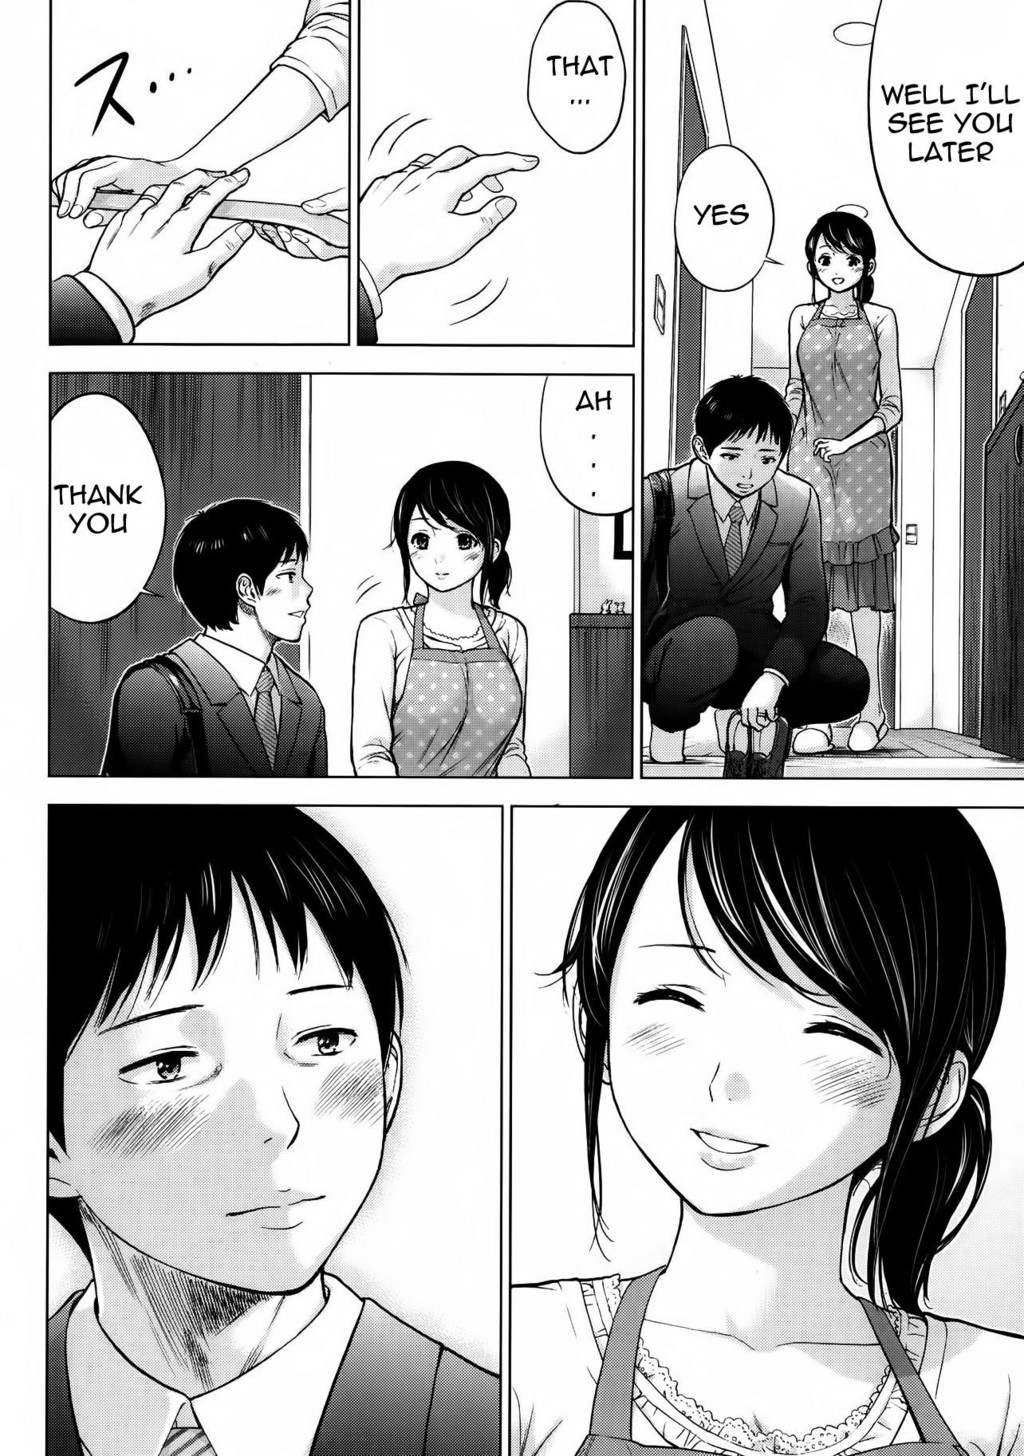 WELL I'LL
SEE YOU
LATER
YES
THAT
...
ス...
AH
...
THANK
YOU